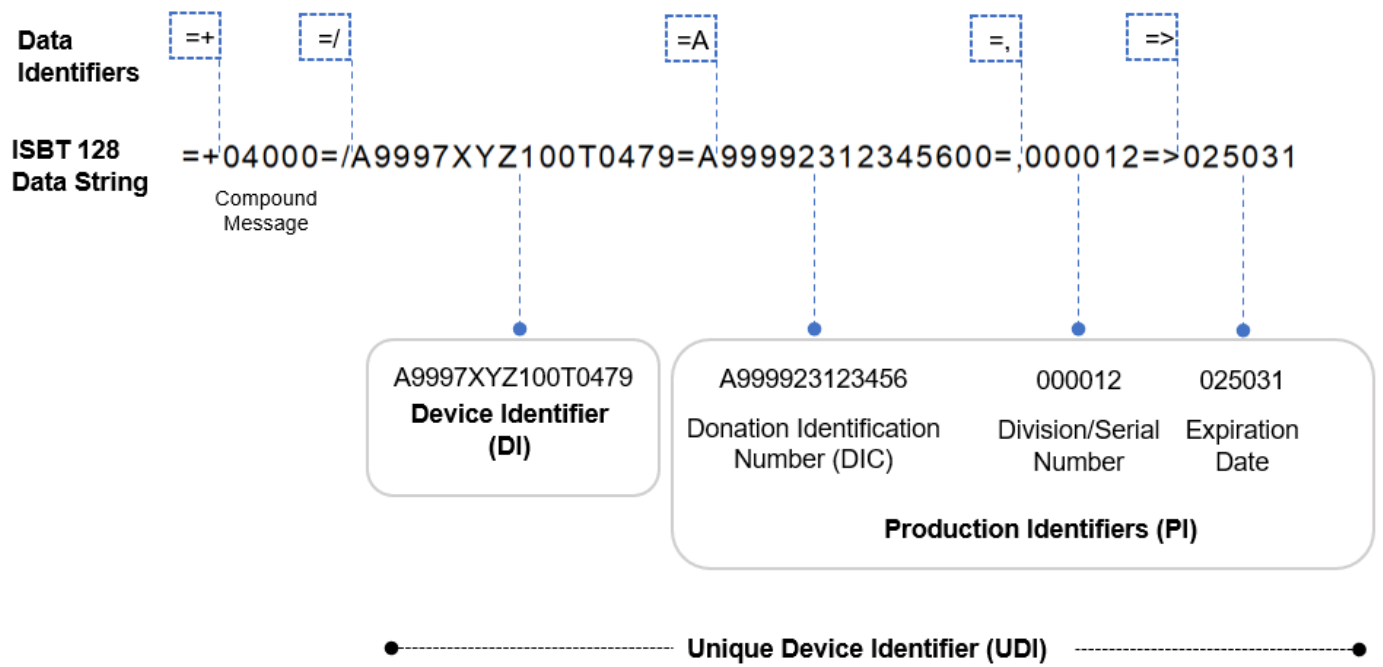 Data
Identifiers
=+
=/
=A
=,
=>
ISBT 128
Data String
=+04000=/A9997XYZ100T0479=A99992312345600=,000012=>025031
Compound
Message
A9997XYZ100T0479
Device Identifier
(DI)
A999923123456
Donation Identification
Number (DIC)
000012
Division/Serial
Number
025031
Expiration
Date
Production Identifiers (PI)
Unique Device Identifier (UDI)